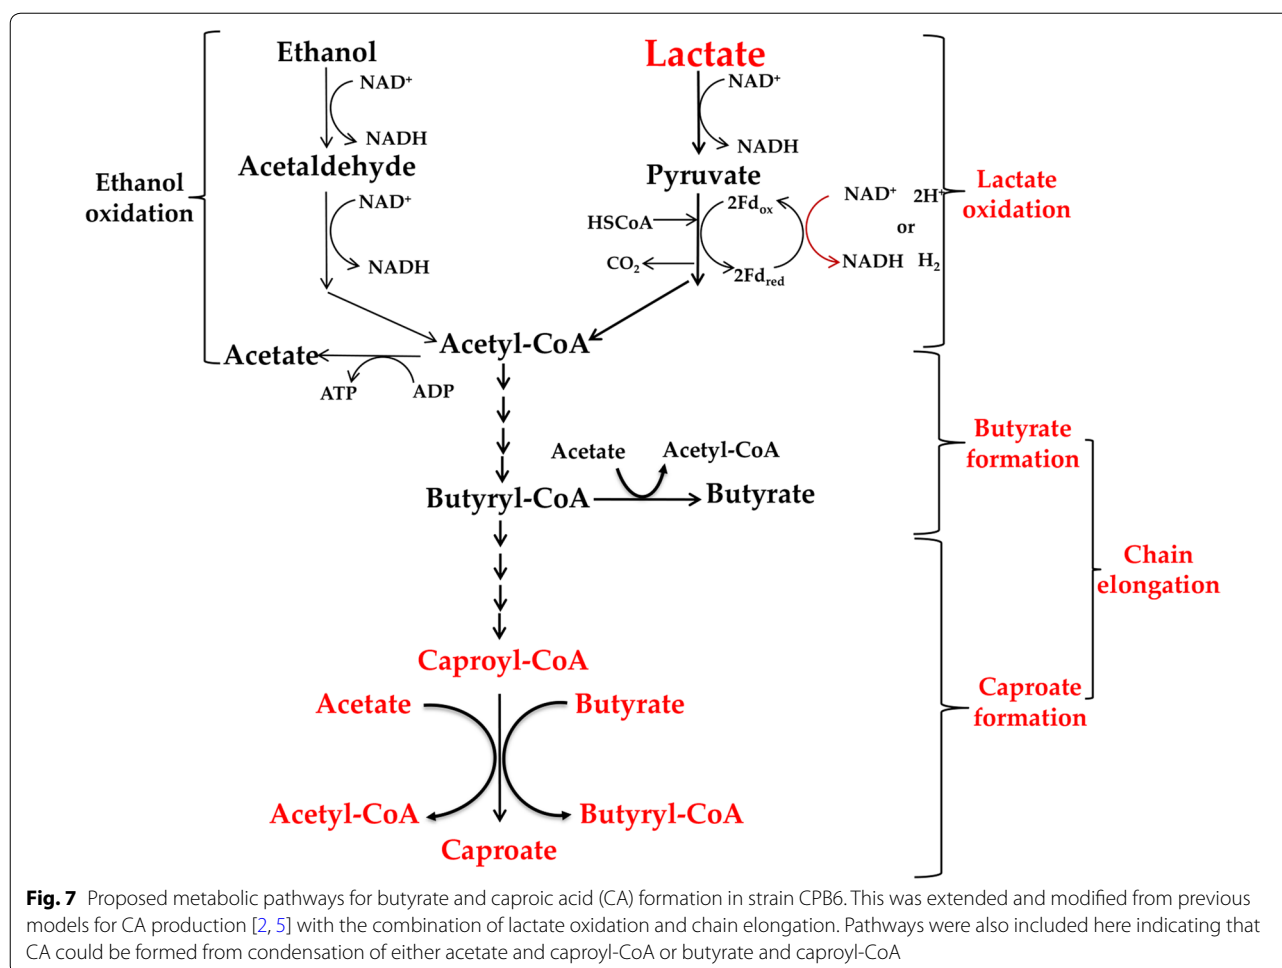 Ethanol
NAD⁺
NADH
Acetaldehyde
NAD⁺
NADH
Ethanol
oxidation
Lactate
NAD⁺
NADH
Pyruvate
HSCoA
CO₂
2Fdox
2Fdred
NAD⁺ 2H⁺
or
NADH H₂
Lactate
oxidation
Acetyl-CoA
Acetate
ATP
ADP
Butyrate
formation
Acetate
Acetyl-CoA
Butyryl-CoA
Butyrate
Chain
elongation
Caproyl-CoA
Acetate
Butyrate
Caproate
formation
Acetyl-CoA
Butyryl-CoA
Caproate
Fig. 7 Proposed metabolic pathways for butyrate and caproic acid (CA) formation in strain CPB6. This was extended and modified from previous
models for CA production [2, 5] with the combination of lactate oxidation and chain elongation. Pathways were also included here indicating that
CA could be formed from condensation of either acetate and caproyl-CoA or butyrate and caproyl-CoA